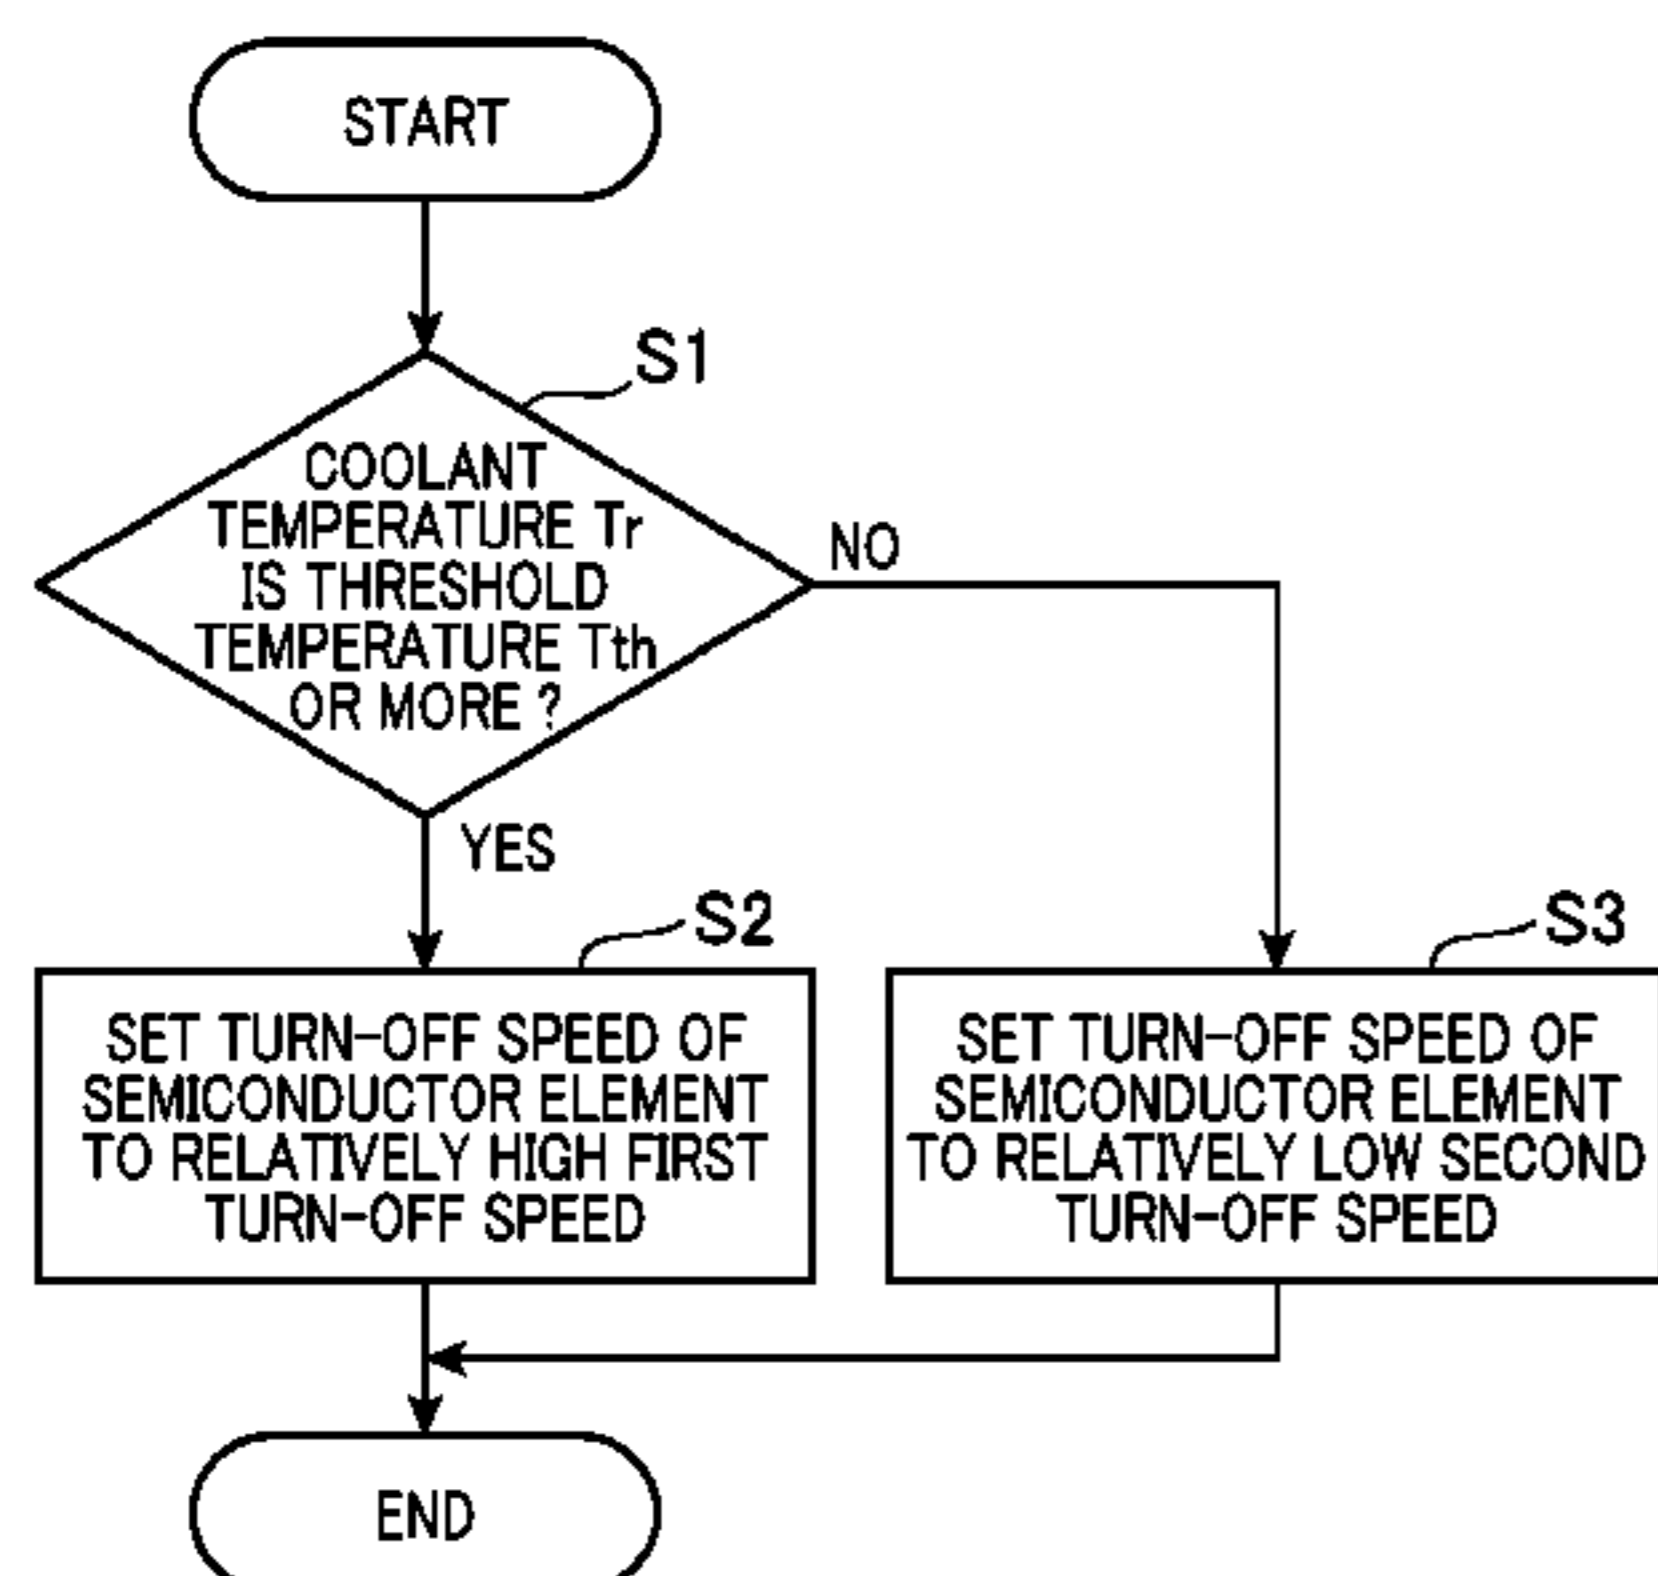 START
S1
COOLANT
TEMPERATURE Tr
IS THRESHOLD
TEMPERATURE Tth
OR MORE ?
NO
YES
S2
SET TURN-OFF SPEED OF
SEMICONDUCTOR ELEMENT
TO RELATIVELY HIGH FIRST
TURN-OFF SPEED
S3
SET TURN-OFF SPEED OF
SEMICONDUCTOR ELEMENT
TO RELATIVELY LOW SECOND
TURN-OFF SPEED
END